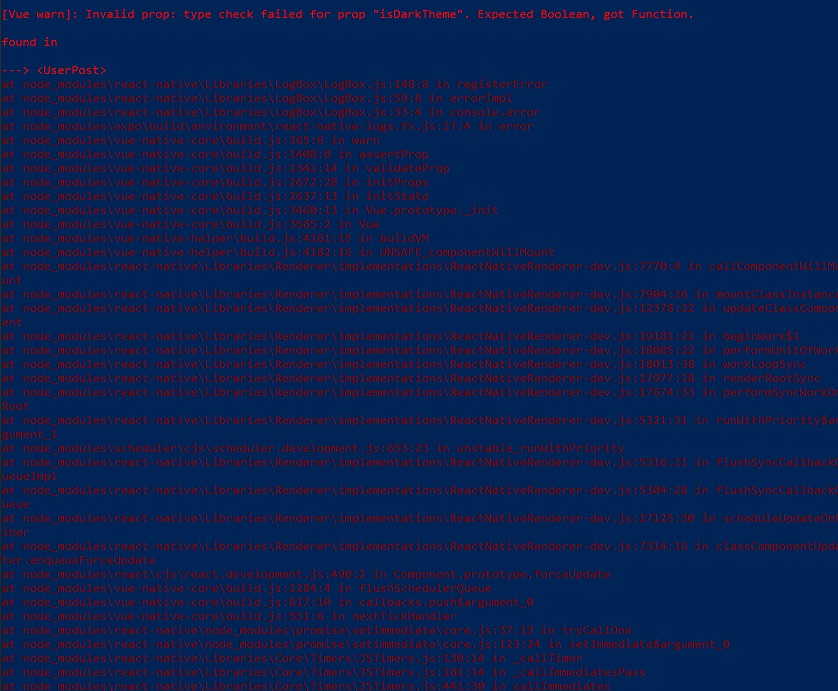 [Vue warn]: Invalid prop: type check failed for prop "isDarkTheme". Expected Boolean, got Function.
found in
---> <UserPost>
at node_modules\react-native\Libraries\LogBox\LogBox.js:148:8 in registerError
at node_modules\react-native\Libraries\LogBox\LogBox.js:59:8 in errorImpl
at node_modules\react-native\Libraries\LogBox\LogBox.js:33:4 in console.error
at node_modules\expo\build\environment\react-native-logs.fx.js:27:4 in error
at node_modules\vue-native-core\build.js:365:6 in warn
at node_modules\vue-native-core\build.js:1408:8 in assertProp
at node_modules\vue-native-core\build.js:1341:14 in validateProp
at node_modules\vue-native-core\build.js:2672:28 in initProps
at node_modules\vue-native-core\build.js:2637:13 in initState
at node_modules\vue-native-core\build.js:3460:13 in Vue.prototype._init
at node_modules\vue-native-core\build.js:3565:2 in Vue
at node_modules\vue-native-helper\build.js:4161:15 in buildVM
at node_modules\vue-native-helper\build.js:4182:16 in UNSAFE_componentWillMount
at node_modules\react-native\Libraries\Renderer\implementations\ReactNativeRenderer-dev.js:7770:4 in callComponentWillMo
unt
at node_modules\react-native\Libraries\Renderer\implementations\ReactNativeRenderer-dev.js:7904:26 in mountClassInstance
at node_modules\react-native\Libraries\Renderer\implementations\ReactNativeRenderer-dev.js:12378:22 in updateClassCompon
ent
at node_modules\react-native\Libraries\Renderer\implementations\ReactNativeRenderer-dev.js:19181:22 in beginWork$1
at node_modules\react-native\Libraries\Renderer\implementations\ReactNativeRenderer-dev.js:18085:22 in performUnitOfWork
at node_modules\react-native\Libraries\Renderer\implementations\ReactNativeRenderer-dev.js:18013:38 in workLoopSync
at node_modules\react-native\Libraries\Renderer\implementations\ReactNativeRenderer-dev.js:17977:18 in renderRootSync
at node_modules\react-native\Libraries\Renderer\implementations\ReactNativeRenderer-dev.js:17674:33 in performSyncWorkOn
Root
at node_modules\react-native\Libraries\Renderer\implementations\ReactNativeRenderer-dev.js:5321:31 in runWithPriority$ar
gument_1
at node_modules\scheduler\cjs\scheduler.development.js:653:23 in unstable_runWithPriority
at node_modules\react-native\Libraries\Renderer\implementations\ReactNativeRenderer-dev.js:5316:21 in flushSyncCallbackQ
ueueImpl
at node_modules\react-native\Libraries\Renderer\implementations\ReactNativeRenderer-dev.js:5304:28 in flushSyncCallbackQ
ueue
at node_modules\react-native\Libraries\Renderer\implementations\ReactNativeRenderer-dev.js:17125:30 in scheduleUpdateOnF
iber
at node_modules\react-native\Libraries\Renderer\implementations\ReactNativeRenderer-dev.js:7314:16 in classComponentUpda
ter.enqueueForceUpdate
at node_modules\react\cjs\react.development.js:490:2 in Component.prototype.forceUpdate
at node_modules\vue-native-core\build.js:2284:4 in flushSchedulerQueue
at node_modules\vue-native-core\build.js:617:10 in callbacks.push$argument_0
at node_modules\vue-native-core\build.js:551:6 in nextTickHandler
at node_modules\react-native\node_modules\promise\setimmediate\core.js:37:13 in tryCallOne
at node_modules\react-native\node_modules\promise\setimmediate\core.js:123:24 in setImmediate$argument_0
at node_modules\react-native\Libraries\Core\Timers\JSTimers.js:130:14 in _callTimer
at node_modules\react-native\Libraries\Core\Timers\JSTimers.js:181:14 in _callImmediatesPass
at node_modules\react-native\Libraries\Core\Timers\JSTimers.js:441:30 in callImmediates